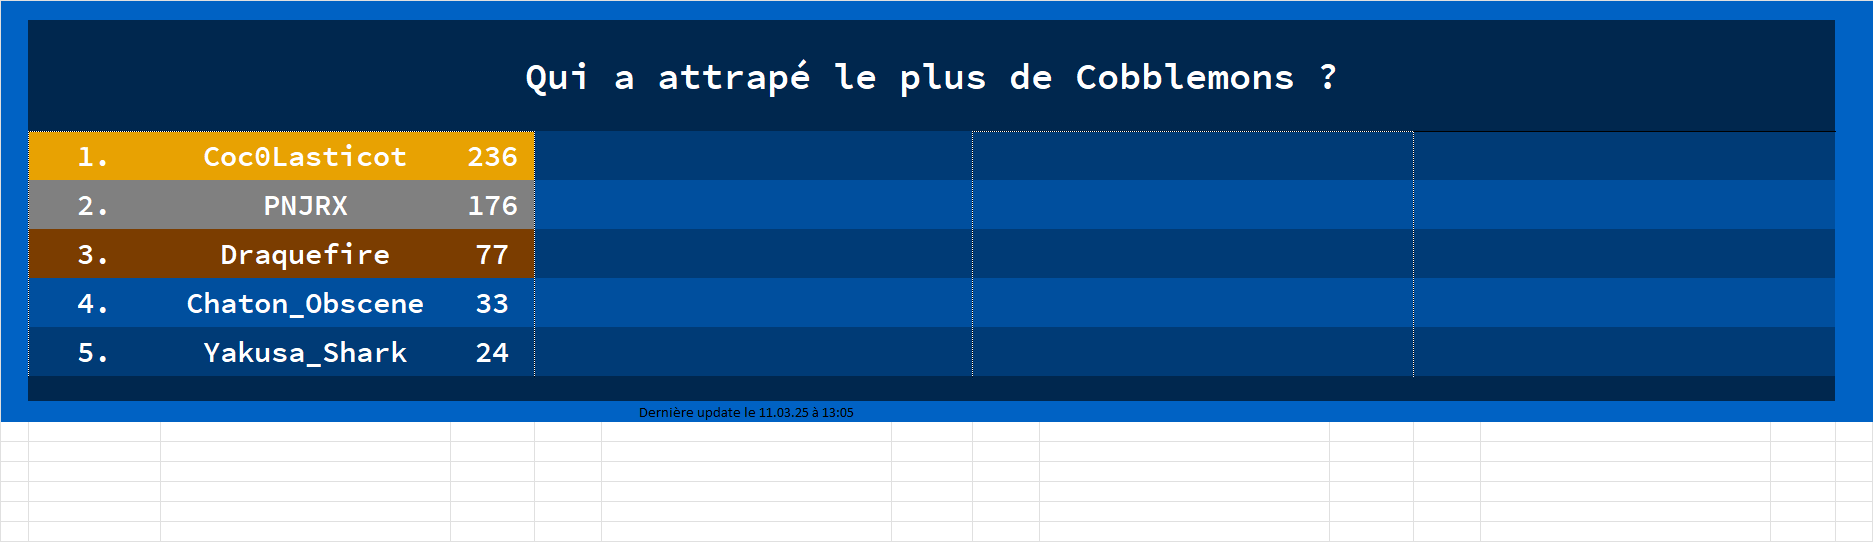 Qui a attrapé le plus de Cobblemons ?
1. Coc0Lasticot 236
2. PNJRX 176
3. Draquefire 77
4. Chaton_Obscene 33
5. Yakusa_Shark 24
Dernière update le 11.03.25 à 13:05